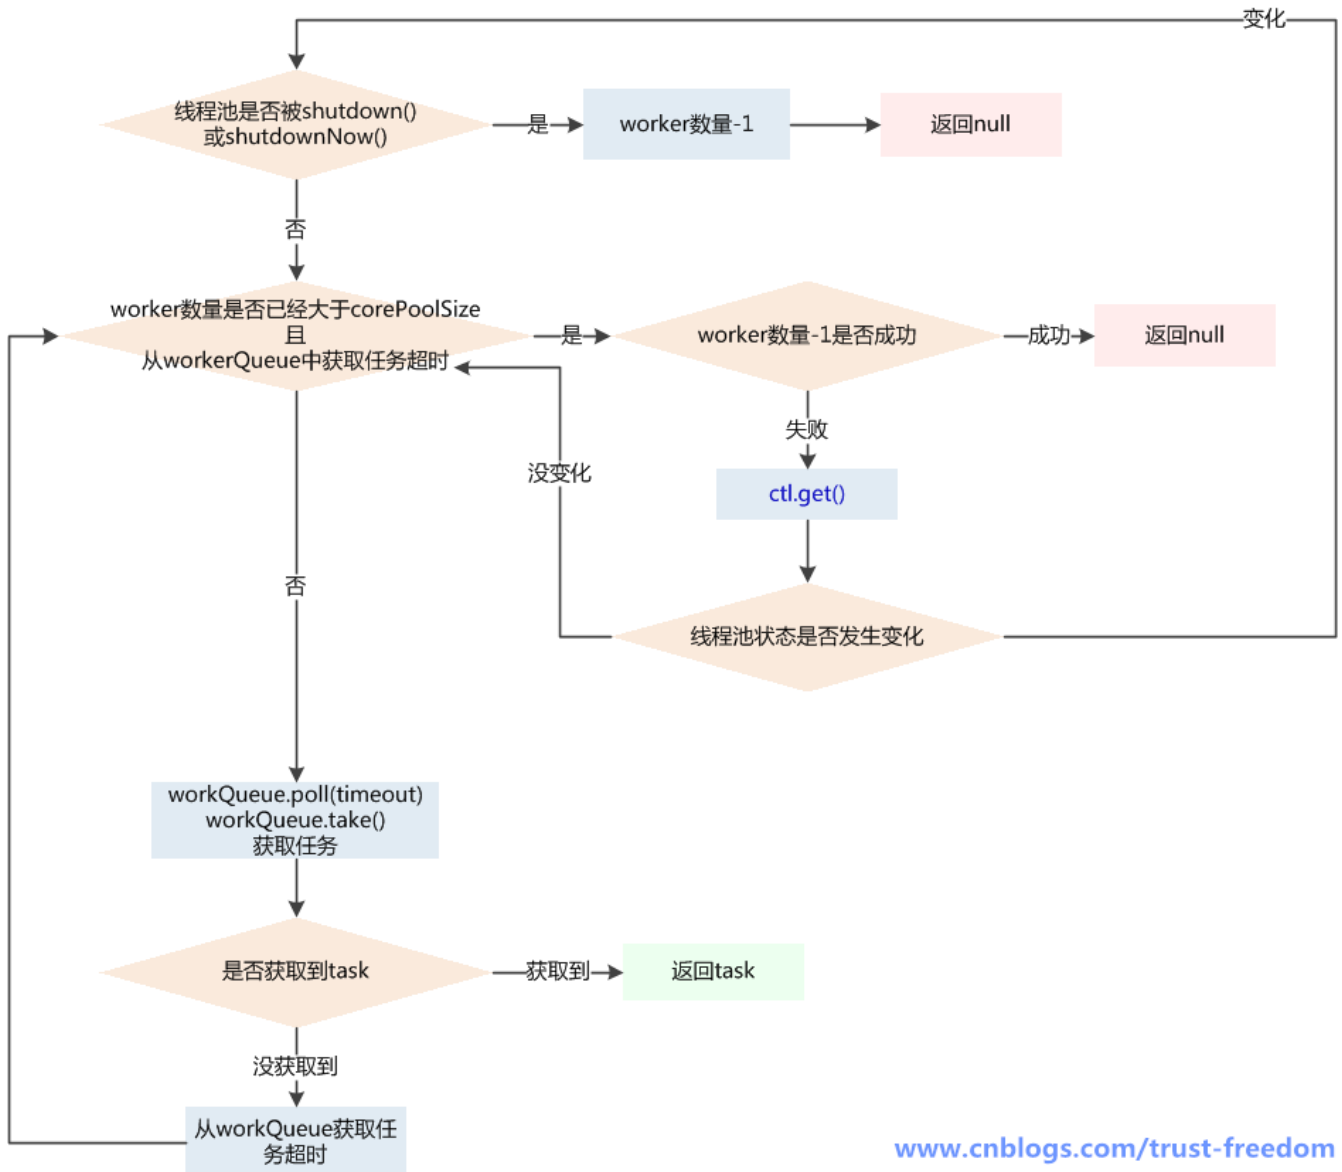 变化
线程池是否被shutdown()
或shutdownNow()
是
worker数量-1
返回null
否
worker数量是否已经大于corePoolSize
且
从workerQueue中获取任务超时
是
worker数量-1是否成功
成功
返回null
失败
没变化
ctl.get()
否
线程池状态是否发生变化
workQueue.poll(timeout)
workQueue.take()
获取任务
是否获取到task
获取到
返回task
没获取到
从workQueue获取任
务超时
www.cnblogs.com/trust-freedom